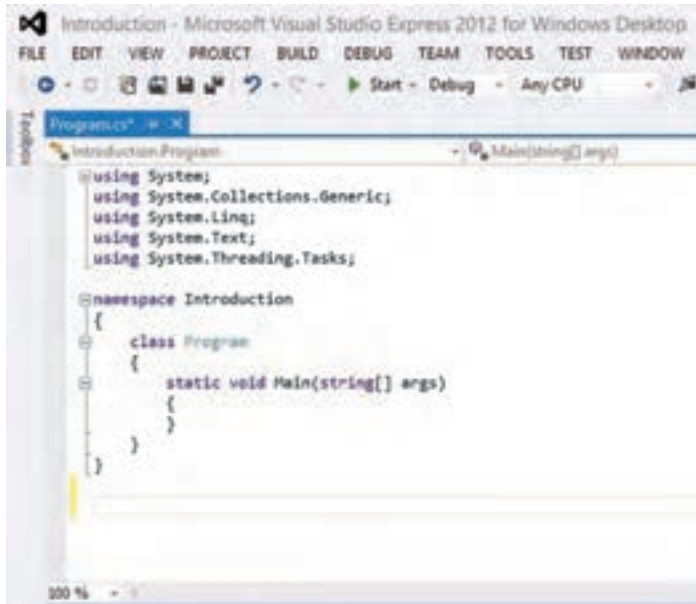 Introduction - Microsoft Visual Studio Express 2012 for Windows Desktop
FILE EDIT VIEW PROJECT BUILD DEBUG TEAM TOOLS TEST WINDOW
Start Debug Any CPU
Toolbox
Program.cs*
Introduction.Program Main(string[] args)
using System;
using System.Collections.Generic;
using System.Linq;
using System.Text;
using System.Threading.Tasks;
namespace Introduction
{
class Program
{
static void Main(string[] args)
{
}
}
}
100 %